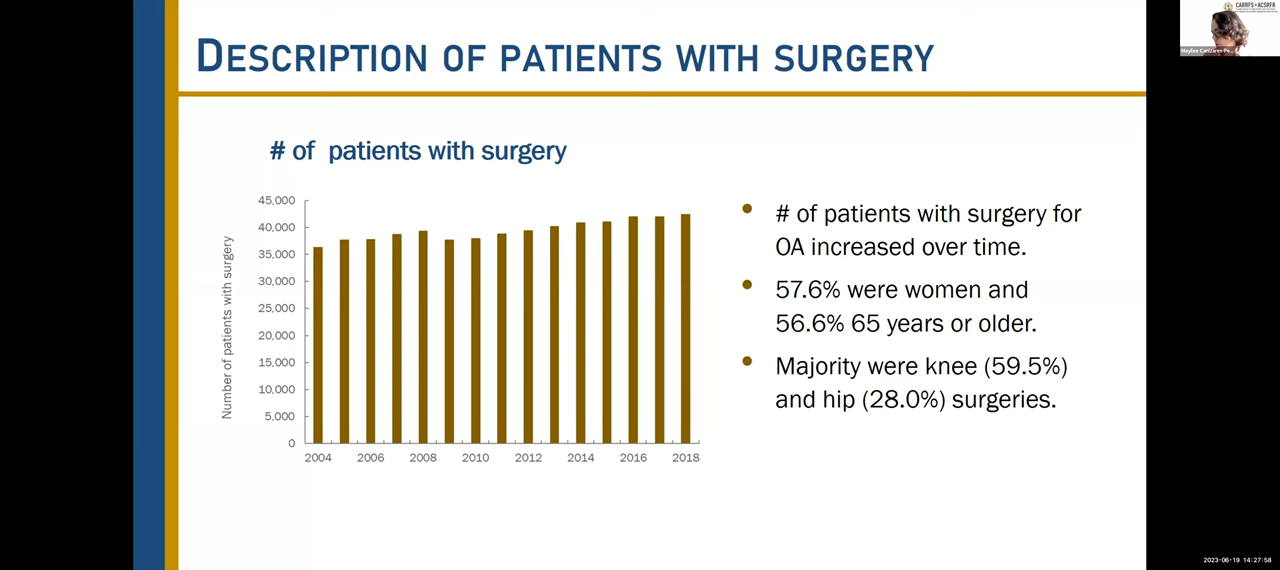 DESCRIPTION OF PATIENTS WITH SURGERY
CARRFS•ACSRFR
# of patients with surgery
Number of patients with surgery
45,000
40,000
35,000
30,000
25,000
20,000
15,000
10,000
5,000
0
2004 2006 2008 2010 2012 2014 2016 2018
• # of patients with surgery for
OA increased over time.
• 57.6% were women and
56.6% 65 years or older.
• Majority were knee (59.5%)
and hip (28.0%) surgeries.
2023-06-19 14:27:58